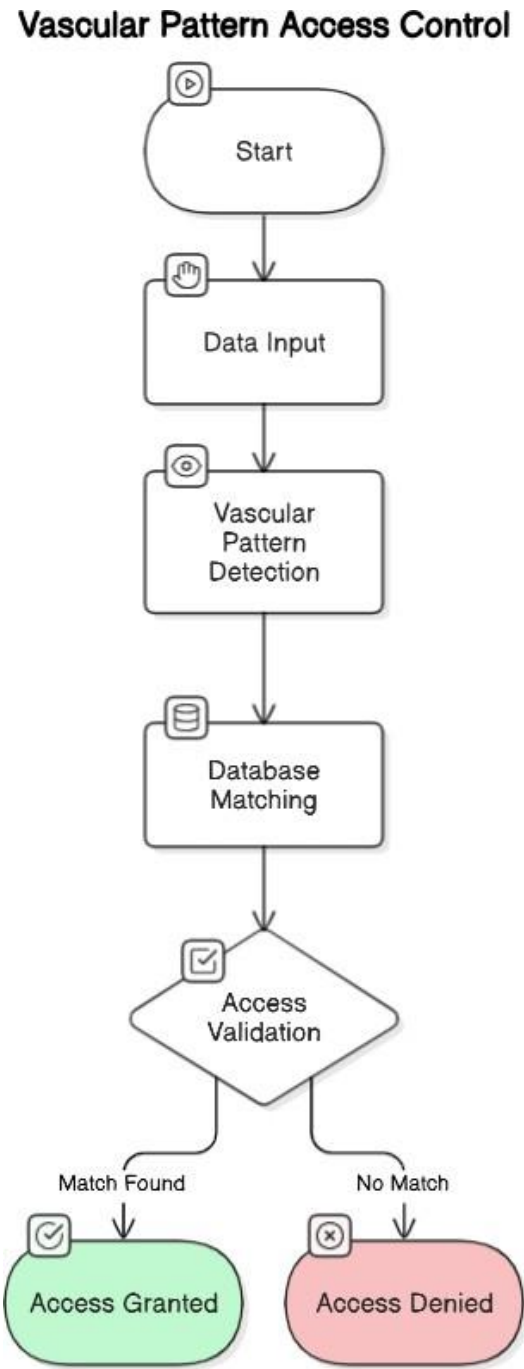 Vascular Pattern Access Control
Start
Data Input
Vascular
Pattern
Detection
Database
Matching
Access
Validation
Match Found
No Match
Access Granted
Access Denied